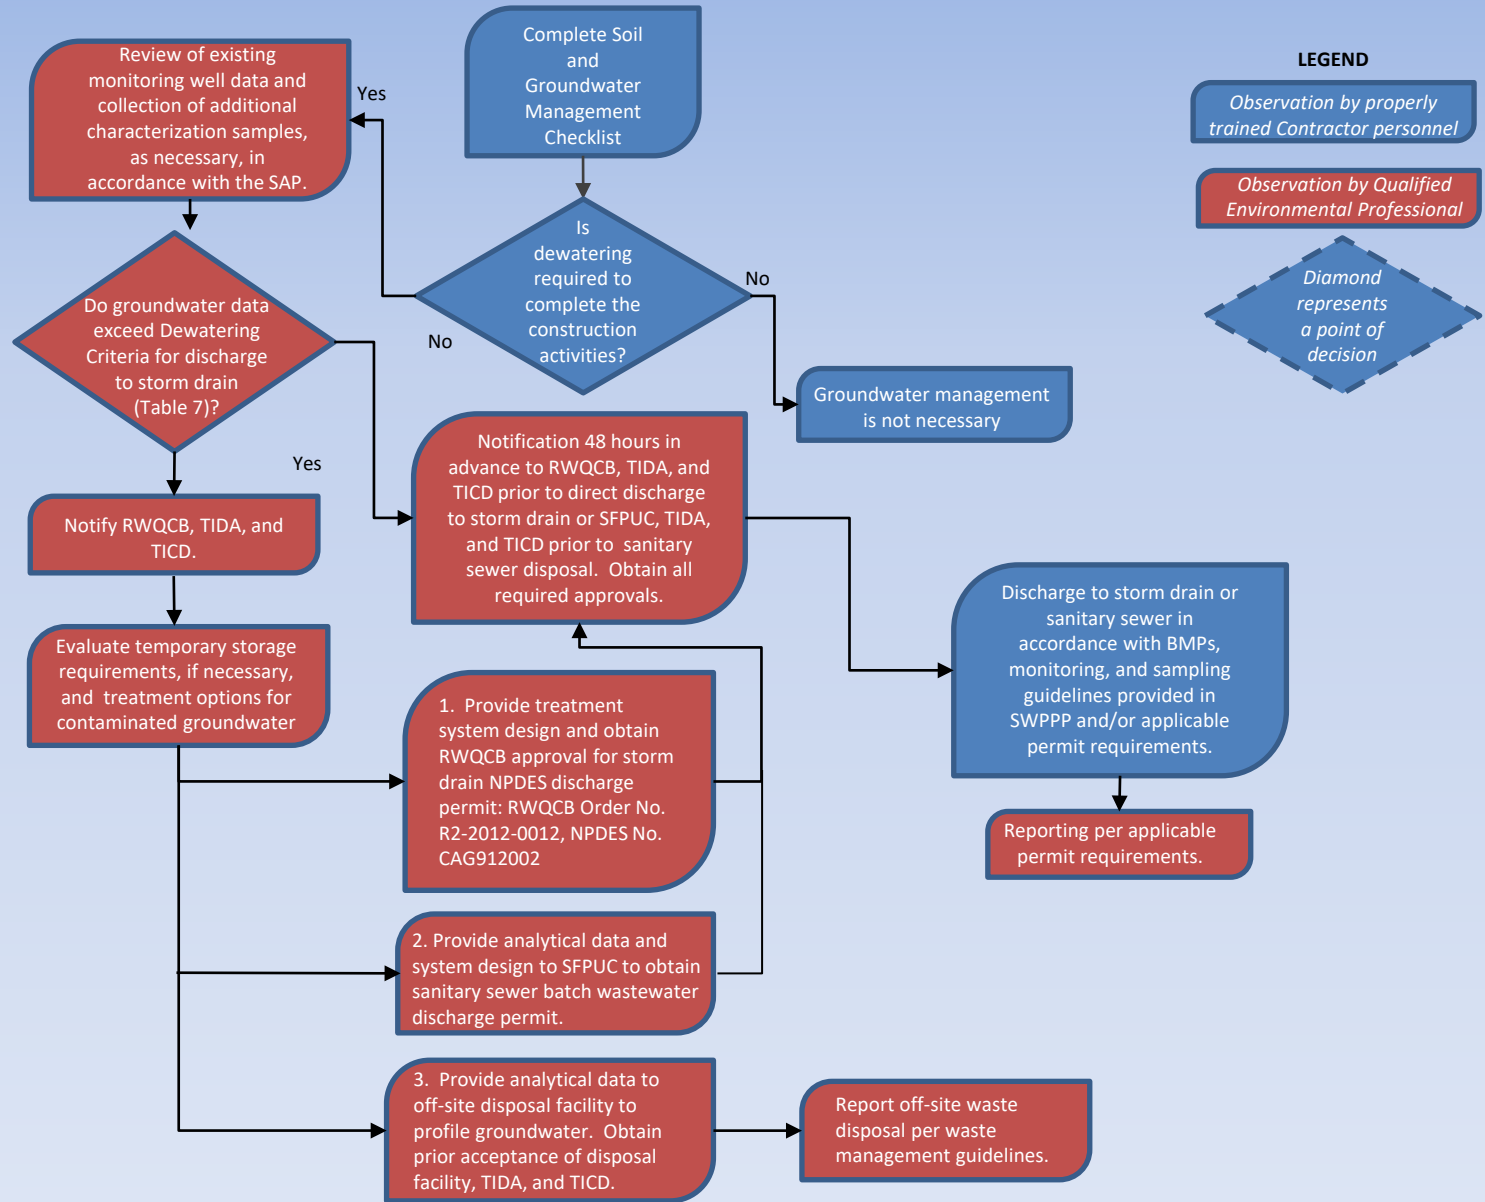 Complete Soil
and
Groundwater
Management
Checklist
Is
dewatering
required to
complete the
construction
activities?
Yes
No
Review of existing
monitoring well data and
collection of additional
characterization samples,
as necessary, in
accordance with the SAP.
Groundwater management
is not necessary
Do groundwater data
exceed Dewatering
Criteria for discharge
to storm drain
(Table 7)?
No
Yes
Notify RWQCB, TIDA, and
TICD.
Evaluate temporary storage
requirements, if necessary,
and treatment options for
contaminated groundwater
Notification 48 hours in
advance to RWQCB, TIDA, and
TICD prior to direct discharge
to storm drain or SFPUC, TIDA,
and TICD prior to sanitary
sewer disposal. Obtain all
required approvals.
1. Provide treatment
system design and obtain
RWQCB approval for storm
drain NPDES discharge
permit: RWQCB Order No.
R2-2012-0012, NPDES No.
CAG912002
2. Provide analytical data and
system design to SFPUC to obtain
sanitary sewer batch wastewater
discharge permit.
3. Provide analytical data to
off-site disposal facility to
profile groundwater. Obtain
prior acceptance of disposal
facility, TIDA, and TICD.
Report off-site waste
disposal per waste
management guidelines.
Discharge to storm drain or
sanitary sewer in
accordance with BMPs,
monitoring, and sampling
guidelines provided in
SWPPP and/or applicable
permit requirements.
Reporting per applicable
permit requirements.
LEGEND
Observation by properly
trained Contractor personnel
Observation by Qualified
Environmental Professional
Diamond
represents
a point of
decision